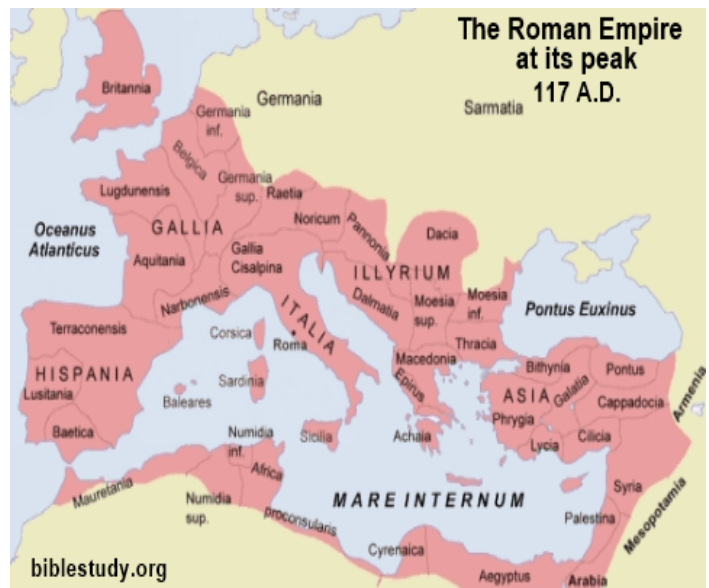 The Roman Empire
at its peak
117 A.D.
Britannia
Germania
Sarmatia
Germania
inf.
Belgica
Germania
sup.
Lugdunensis
Raetia
Noricum
Pannonia
Dacia
Oceanus
Atlanticus
GALLIA
Gallia
Cisalpina
Aquitania
ILLYRIUM
Dalmatia
Moesia
sup.
Moesia
inf.
Pontus Euxinus
Narbonensis
ITALIA
Terraconensis
Corsica
Roma
Thracia
Macedonia
Epirus
Bithynia
Pontus
HISPANIA
Lusitania
Sardinia
Baleares
ASIA
Galatia
Phrygia
Cappadocia
Armenia
Baetica
Numidia
inf.
Sicilia
Achaia
Lycia
Cilicia
Africa
Mauretania
Numidia
sup.
proconsularis
MARE INTERNUM
Syria
Mesopotamia
Palestina
Cyrenaica
Aegyptus
Arabia
biblestudy.org